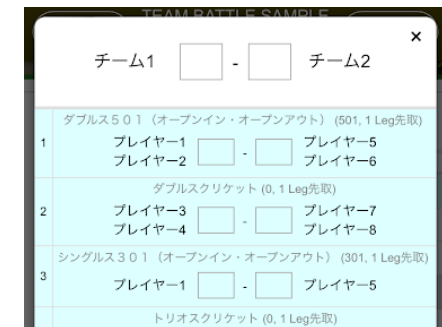 TEAM BATTLE SAMPLE
×
チーム1 - チーム2
ダブルス５０１（オープンイン・オープンアウト） (501, 1 Leg先取)
1
プレイヤー1 - プレイヤー5
プレイヤー2 プレイヤー6
ダブルスクリケット (0, 1 Leg先取)
2
プレイヤー3 - プレイヤー7
プレイヤー4 プレイヤー8
シングルス３０１（オープンイン・オープンアウト） (301, 1 Leg先取)
3
プレイヤー1 - プレイヤー5
トリオスクリケット (0, 1 Leg先取)